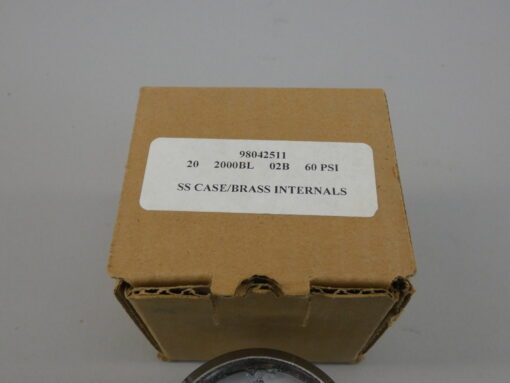 98042511
20 2000BL 02B 60 PSI
SS CASE/BRASS INTERNALS